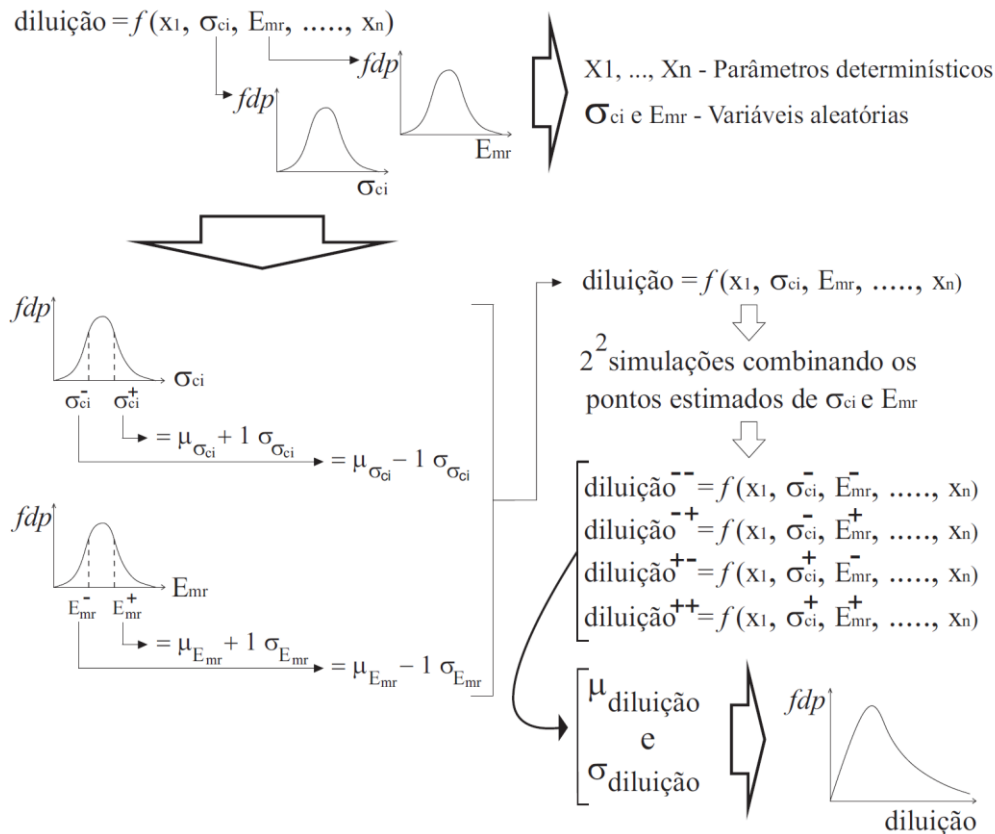 diluição = f (x1, σci, Emr, ....., xn)
fdp
Emr
fdp
σci
X1, ..., Xn - Parâmetros determinísticos
σci e Emr - Variáveis aleatórias
fdp
σci
σci⁻ σci⁺
= μσci + 1 σσci
= μσci − 1 σσci
fdp
Emr
Emr⁻ Emr⁺
= μEmr + 1 σEmr
= μEmr − 1 σEmr
diluição = f (x1, σci, Emr, ....., xn)
2² simulações combinando os
pontos estimados de σci e Emr
diluição⁻⁻ = f (x1, σci⁻, Emr⁻, ....., xn)
diluição⁻⁺ = f (x1, σci⁻, Emr⁺, ....., xn)
diluição⁺⁻ = f (x1, σci⁺, Emr⁻, ....., xn)
diluição⁺⁺ = f (x1, σci⁺, Emr⁺, ....., xn)
μdiluição
e
σdiluição
fdp
diluição